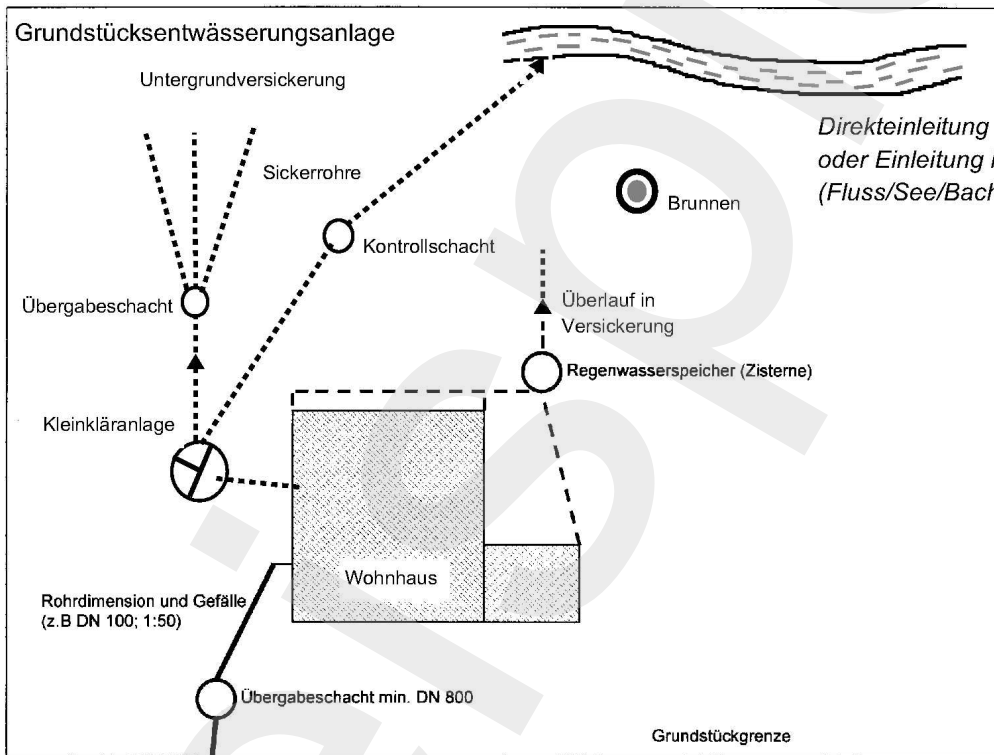 Grundstücksentwässerungsanlage
Untergrundversickerung
Direkteinleitung
oder Einleitung
(Fluss/See/Bach
Sickerrohre
Brunnen
Kontrollschacht
Übergabeschacht
Überlauf in
Versickerung
Regenwasserspeicher (Zisterne)
Kleinkläranlage
Wohnhaus
Rohrdimension und Gefälle
(z.B DN 100; 1:50)
Übergabeschacht min. DN 800
Grundstückgrenze